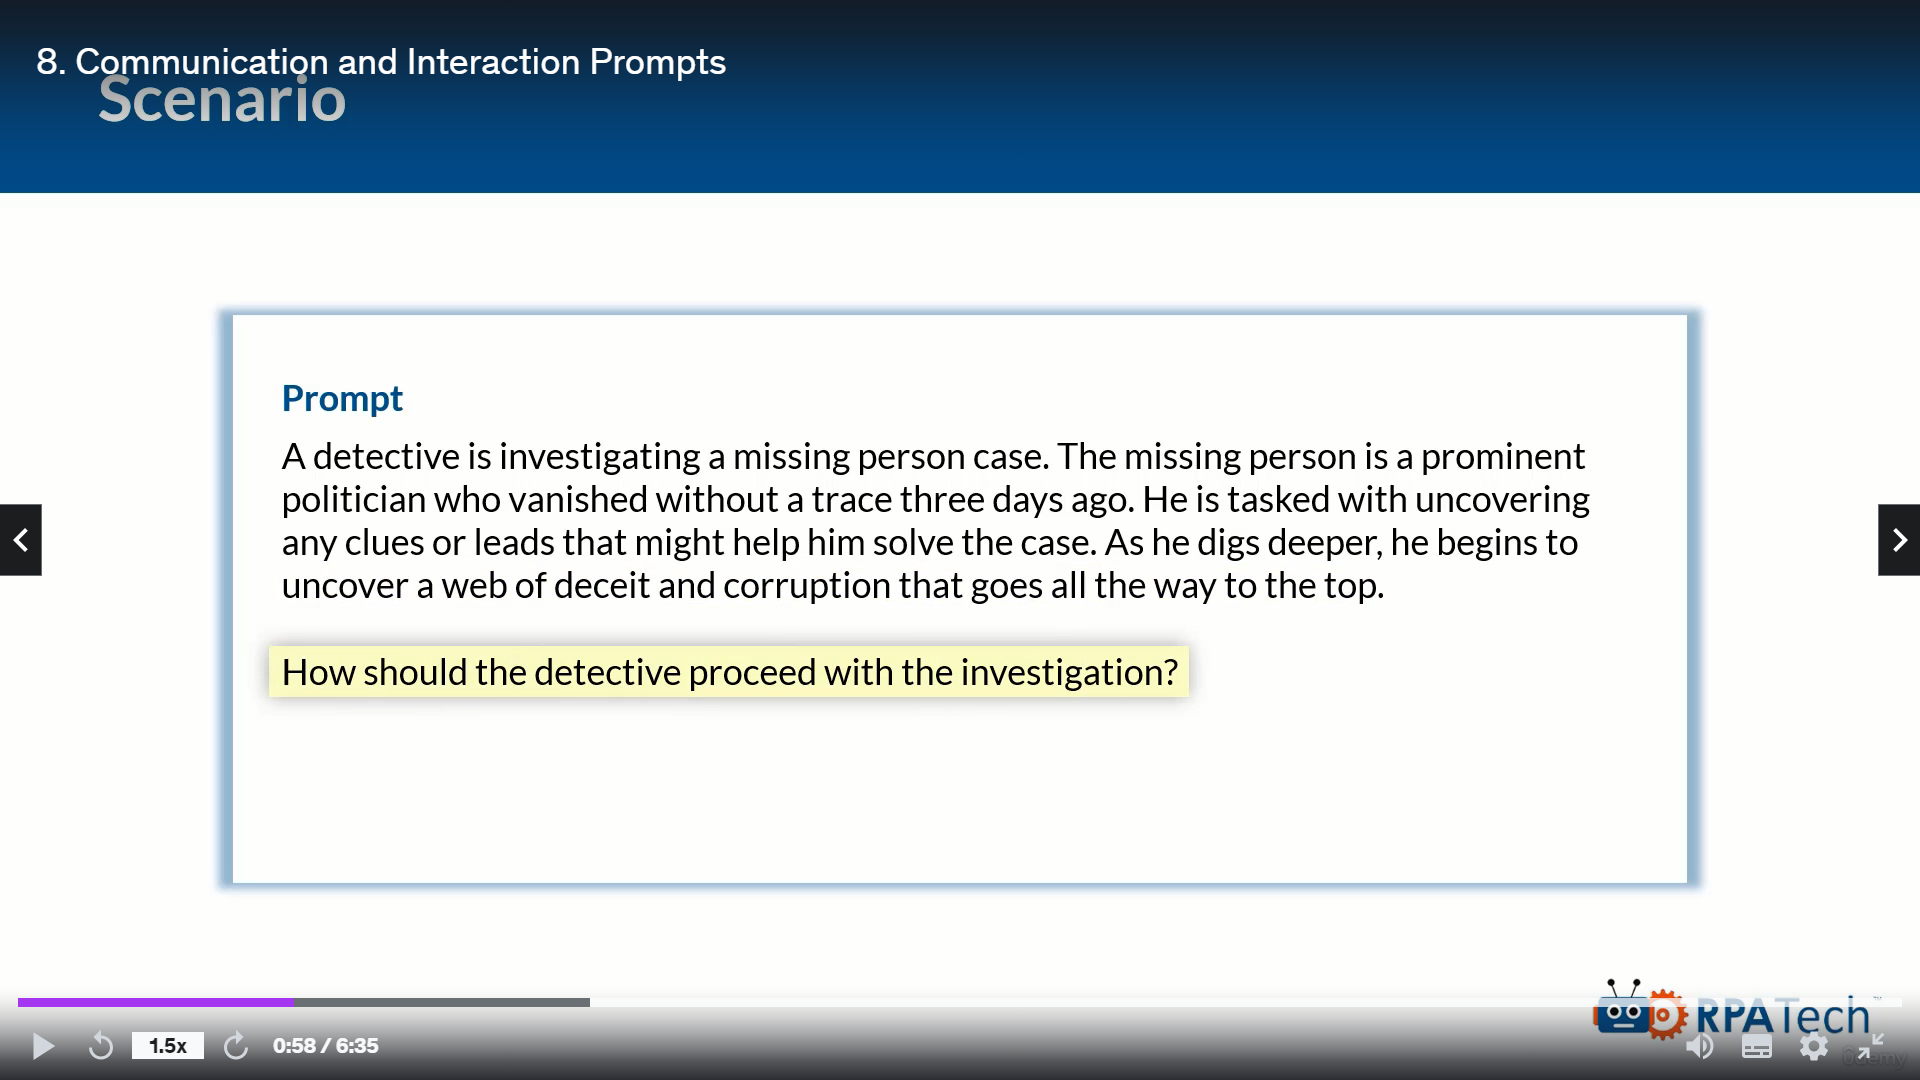 8. Communication and Interaction Prompts
Scenario
Prompt
A detective is investigating a missing person case. The missing person is a prominent
politician who vanished without a trace three days ago. He is tasked with uncovering
any clues or leads that might help him solve the case. As he digs deeper, he begins to
uncover a web of deceit and corruption that goes all the way to the top.
How should the detective proceed with the investigation?
RPATech
1.5x
0:58 / 6:35
Udemy